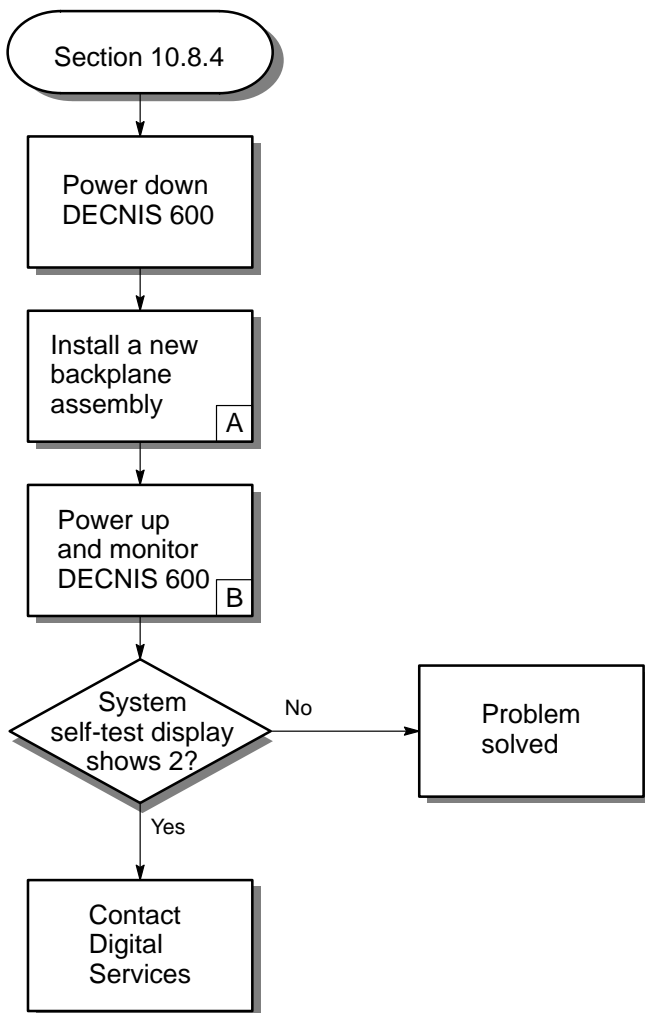 Section 10.8.4
Power down
DECNIS 600
Install a new
backplane
assembly
A
Power up
and monitor
DECNIS 600
B
System
self-test display
shows 2?
No
Problem
solved
Yes
Contact
Digital
Services